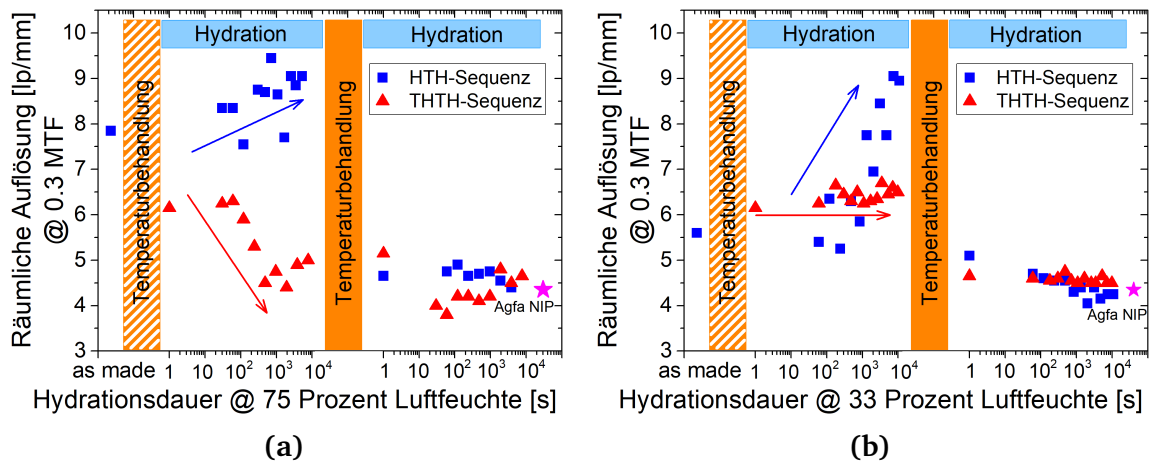 Räumliche Auflösung [lp/mm]
@ 0.3 MTF
10
9
8
7
6
5
4
3
Hydration
Hydration
Temperaturbehandlung
Temperaturbehandlung
HTH-Sequenz
THTH-Sequenz
Agfa NIP
as made
1 10 10² 10³ 10⁴ 1 10 10² 10³ 10⁴
Hydrationsdauer @ 75 Prozent Luftfeuchte [s]
(a)
Räumliche Auflösung [lp/mm]
@ 0.3 MTF
10
9
8
7
6
5
4
3
Hydration
Hydration
Temperaturbehandlung
Temperaturbehandlung
HTH-Sequenz
THTH-Sequenz
Agfa NIP
as made
1 10 10² 10³ 10⁴ 1 10 10² 10³ 10⁴
Hydrationsdauer @ 33 Prozent Luftfeuchte [s]
(b)